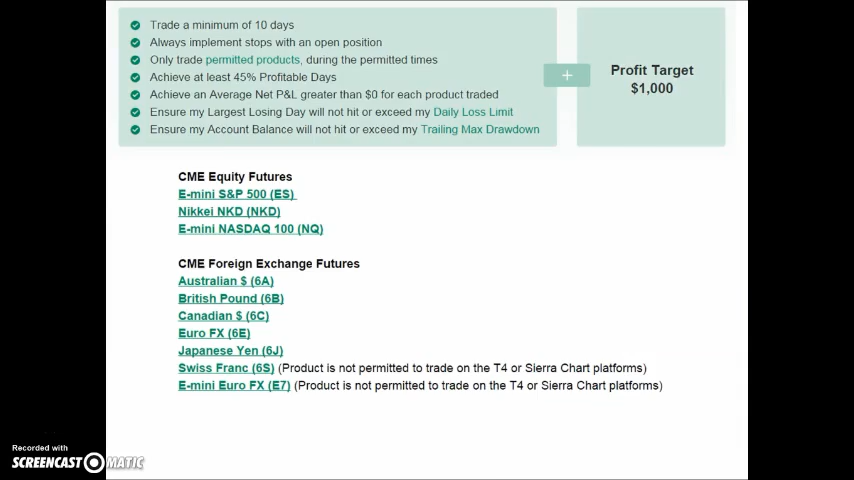 Trade a minimum of 10 days
Always implement stops with an open position
Only trade permitted products, during the permitted times
Achieve at least 45% Profitable Days
Achieve an Average Net P&L greater than $0 for each product traded
Ensure my Largest Losing Day will not hit or exceed my Daily Loss Limit
Ensure my Account Balance will not hit or exceed my Trailing Max Drawdown
+
Profit Target
$1,000
CME Equity Futures
E-mini S&P 500 (ES)
Nikkei NKD (NKD)
E-mini NASDAQ 100 (NQ)
CME Foreign Exchange Futures
Australian $ (6A)
British Pound (6B)
Canadian $ (6C)
Euro FX (6E)
Japanese Yen (6J)
Swiss Franc (6S) (Product is not permitted to trade on the T4 or Sierra Chart platforms)
E-mini Euro FX (E7) (Product is not permitted to trade on the T4 or Sierra Chart platforms)
Recorded with
SCREENCAST MATIC